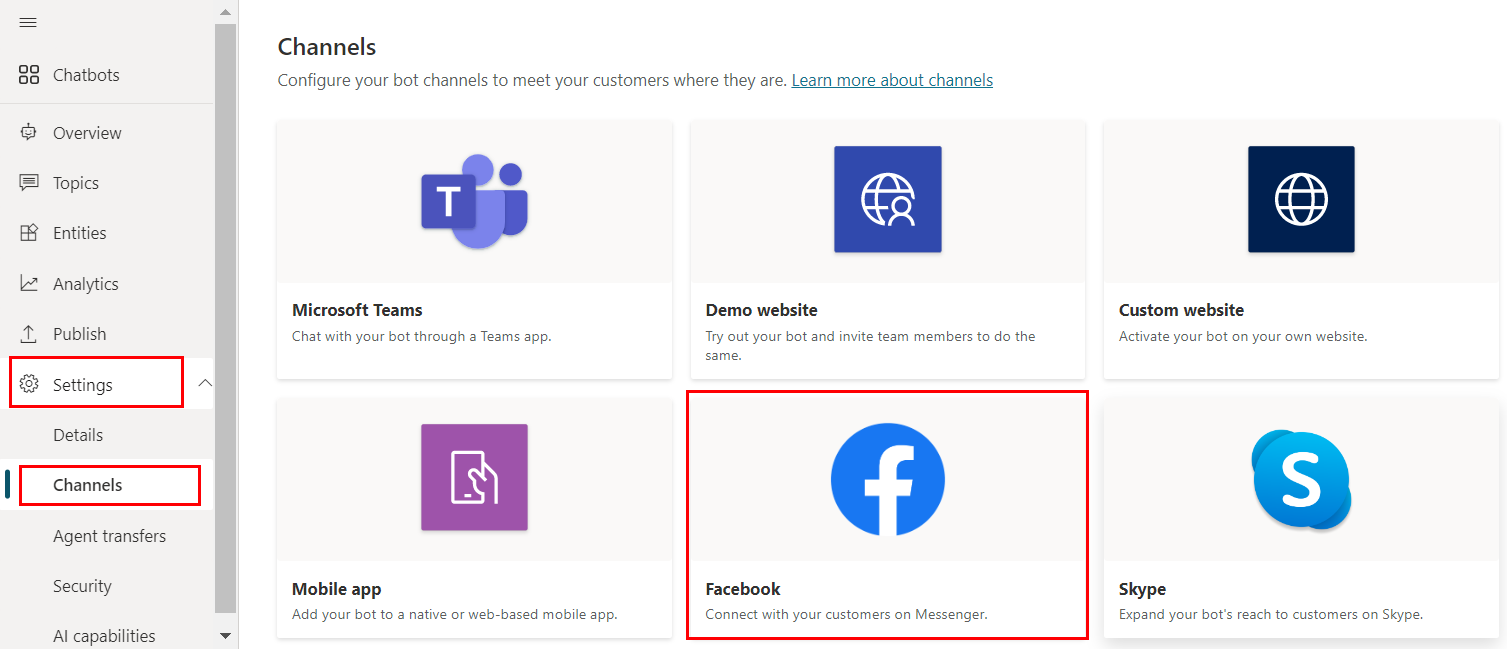 Chatbots
Overview
Topics
Entities
Analytics
Publish
Settings
Details
Channels
Agent transfers
Security
AI capabilities
Channels
Configure your bot channels to meet your customers where they are. Learn more about channels
T
Microsoft Teams
Chat with your bot through a Teams app.
Demo website
Try out your bot and invite team members to do the
same.
Custom website
Activate your bot on your own website.
Mobile app
Add your bot to a native or web-based mobile app.
f
Facebook
Connect with your customers on Messenger.
S
Skype
Expand your bot's reach to customers on Skype.